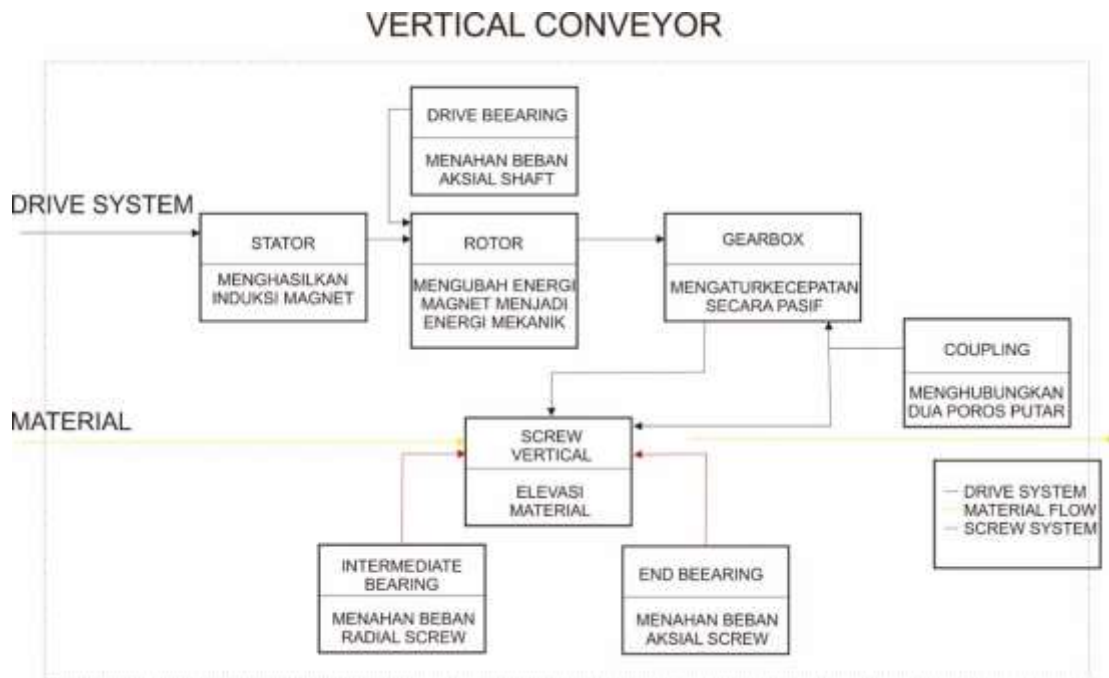 VERTICAL CONVEYOR
DRIVE BEEARING
MENAHAN BEBAN
AKSIAL SHAFT
DRIVE SYSTEM
STATOR
MENGHASILKAN
INDUKSI MAGNET
ROTOR
MENGUBAH ENERGI
MAGNET MENJADI
ENERGI MEKANIK
GEARBOX
MENGATURKECEPATAN
SECARA PASIF
COUPLING
MENGHUBUNGKAN
DUA POROS PUTAR
MATERIAL
SCREW
VERTICAL
ELEVASI
MATERIAL
DRIVE SYSTEM
MATERIAL FLOW
SCREW SYSTEM
INTERMEDIATE
BEARING
MENAHAN BEBAN
RADIAL SCREW
END BEEARING
MENAHAN BEBAN
AKSIAL SCREW